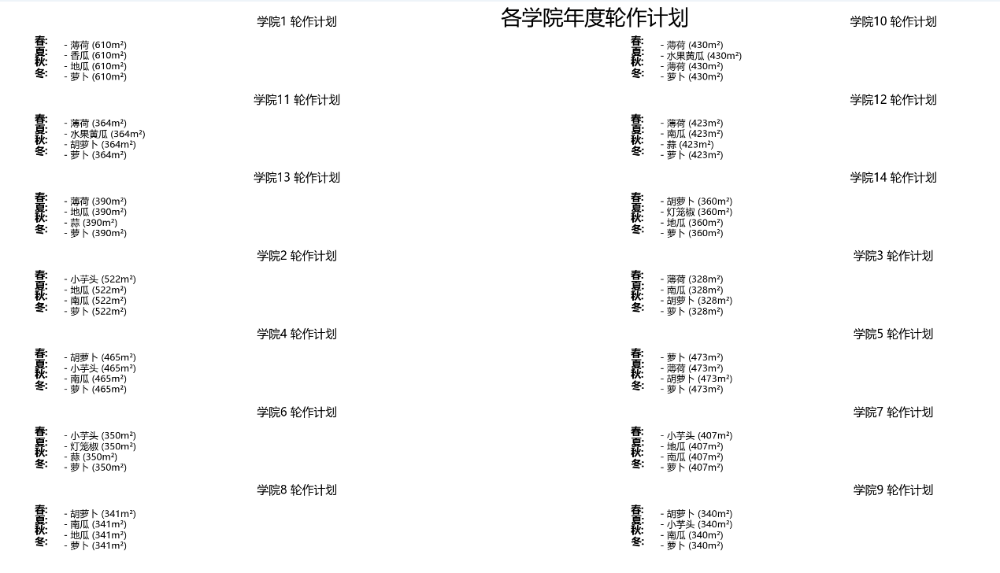 各学院年度轮作计划
学院1 轮作计划
春: - 薄荷 (610m²)
夏: - 香瓜 (610m²)
秋: - 地瓜 (610m²)
冬: - 萝卜 (610m²)
学院10 轮作计划
春: - 薄荷 (430m²)
夏: - 水果黄瓜 (430m²)
秋: - 薄荷 (430m²)
冬: - 萝卜 (430m²)
学院11 轮作计划
春: - 薄荷 (364m²)
夏: - 水果黄瓜 (364m²)
秋: - 胡萝卜 (364m²)
冬: - 萝卜 (364m²)
学院12 轮作计划
春: - 薄荷 (423m²)
夏: - 南瓜 (423m²)
秋: - 蒜 (423m²)
冬: - 萝卜 (423m²)
学院13 轮作计划
春: - 薄荷 (390m²)
夏: - 地瓜 (390m²)
秋: - 蒜 (390m²)
冬: - 萝卜 (390m²)
学院14 轮作计划
春: - 胡萝卜 (360m²)
夏: - 灯笼椒 (360m²)
秋: - 地瓜 (360m²)
冬: - 萝卜 (360m²)
学院2 轮作计划
春: - 小芋头 (522m²)
夏: - 地瓜 (522m²)
秋: - 南瓜 (522m²)
冬: - 萝卜 (522m²)
学院3 轮作计划
春: - 薄荷 (328m²)
夏: - 南瓜 (328m²)
秋: - 胡萝卜 (328m²)
冬: - 萝卜 (328m²)
学院4 轮作计划
春: - 胡萝卜 (465m²)
夏: - 小芋头 (465m²)
秋: - 南瓜 (465m²)
冬: - 萝卜 (465m²)
学院5 轮作计划
春: - 萝卜 (473m²)
夏: - 薄荷 (473m²)
秋: - 胡萝卜 (473m²)
冬: - 萝卜 (473m²)
学院6 轮作计划
春: - 小芋头 (350m²)
夏: - 灯笼椒 (350m²)
秋: - 蒜 (350m²)
冬: - 萝卜 (350m²)
学院7 轮作计划
春: - 小芋头 (407m²)
夏: - 地瓜 (407m²)
秋: - 南瓜 (407m²)
冬: - 萝卜 (407m²)
学院8 轮作计划
春: - 胡萝卜 (341m²)
夏: - 南瓜 (341m²)
秋: - 地瓜 (341m²)
冬: - 萝卜 (341m²)
学院9 轮作计划
春: - 胡萝卜 (340m²)
夏: - 小芋头 (340m²)
秋: - 南瓜 (340m²)
冬: - 萝卜 (340m²)